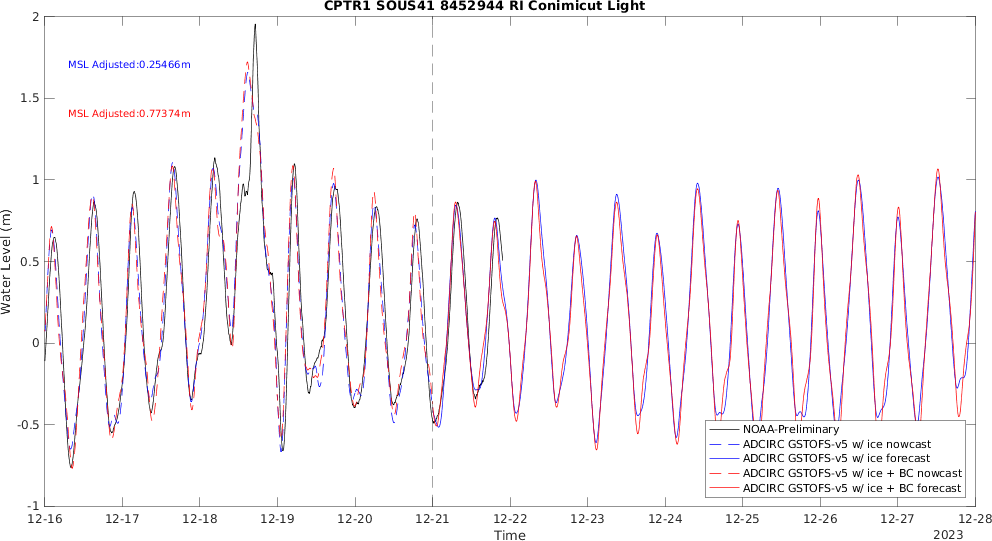 CPTR1 SOUS41 8452944 RI Conimicut Light
2
1.5
1
0.5
0
-0.5
-1
Water Level (m)
MSL Adjusted:0.25466m
MSL Adjusted:0.77374m
NOAA-Preliminary
ADCIRC GSTOFS-v5 w/ ice nowcast
ADCIRC GSTOFS-v5 w/ ice forecast
ADCIRC GSTOFS-v5 w/ ice + BC nowcast
ADCIRC GSTOFS-v5 w/ ice + BC forecast
12-16 12-17 12-18 12-19 12-20 12-21 12-22 12-23 12-24 12-25 12-26 12-27 12-28
Time
2023